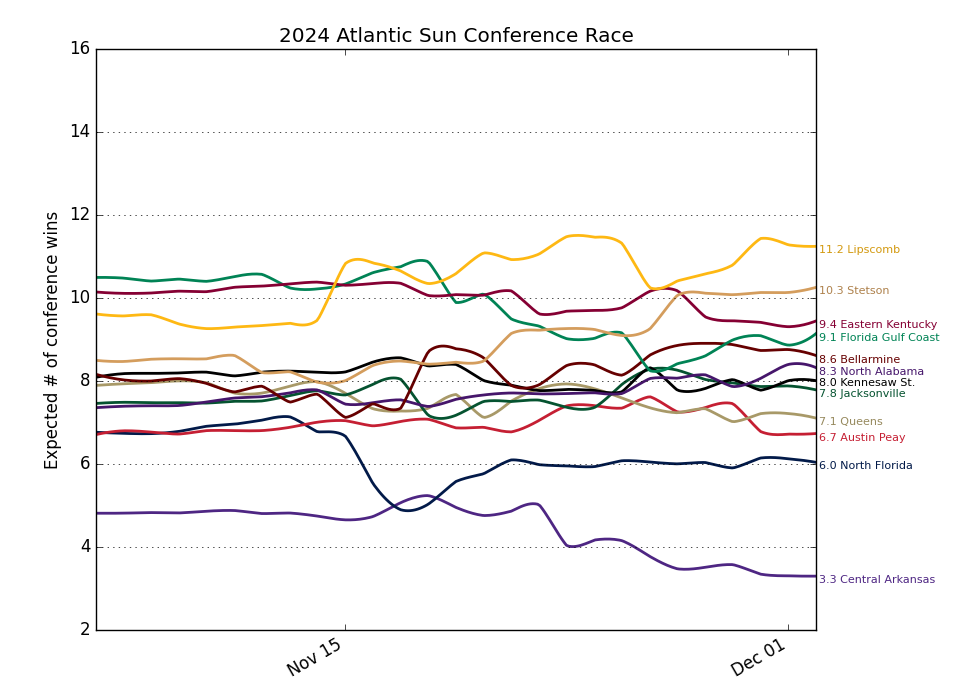 2024 Atlantic Sun Conference Race
Expected # of conference wins
16
14
12
10
8
6
4
2
Nov 15
Dec 01
11.2 Lipscomb
10.3 Stetson
9.4 Eastern Kentucky
9.1 Florida Gulf Coast
8.6 Bellarmine
8.3 North Alabama
8.0 Kennesaw St.
7.8 Jacksonville
7.1 Queens
6.7 Austin Peay
6.0 North Florida
3.3 Central Arkansas